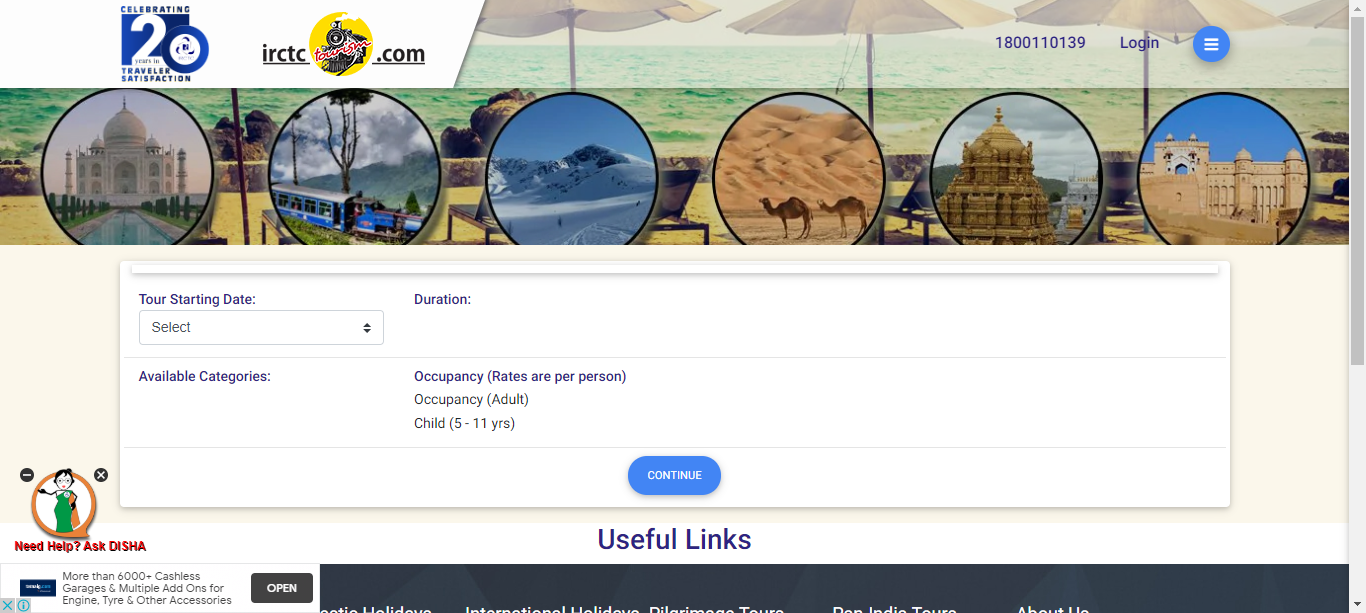 CELEBRATING
20
years in
TRAVELER
SATISFACTION
irctc tourism .com
1800110139
Login
Tour Starting Date:
Duration:
Select
Available Categories:
Occupancy (Rates are per person)
Occupancy (Adult)
Child (5 - 11 yrs)
CONTINUE
Need Help? Ask DISHA
Useful Links
More than 6000+ Cashless
Garages & Multiple Add Ons for
Engine, Tyre & Other Accessories
OPEN
Holidays
International Holidays
Pilgrimage Tours
Pan India Tours
About Us